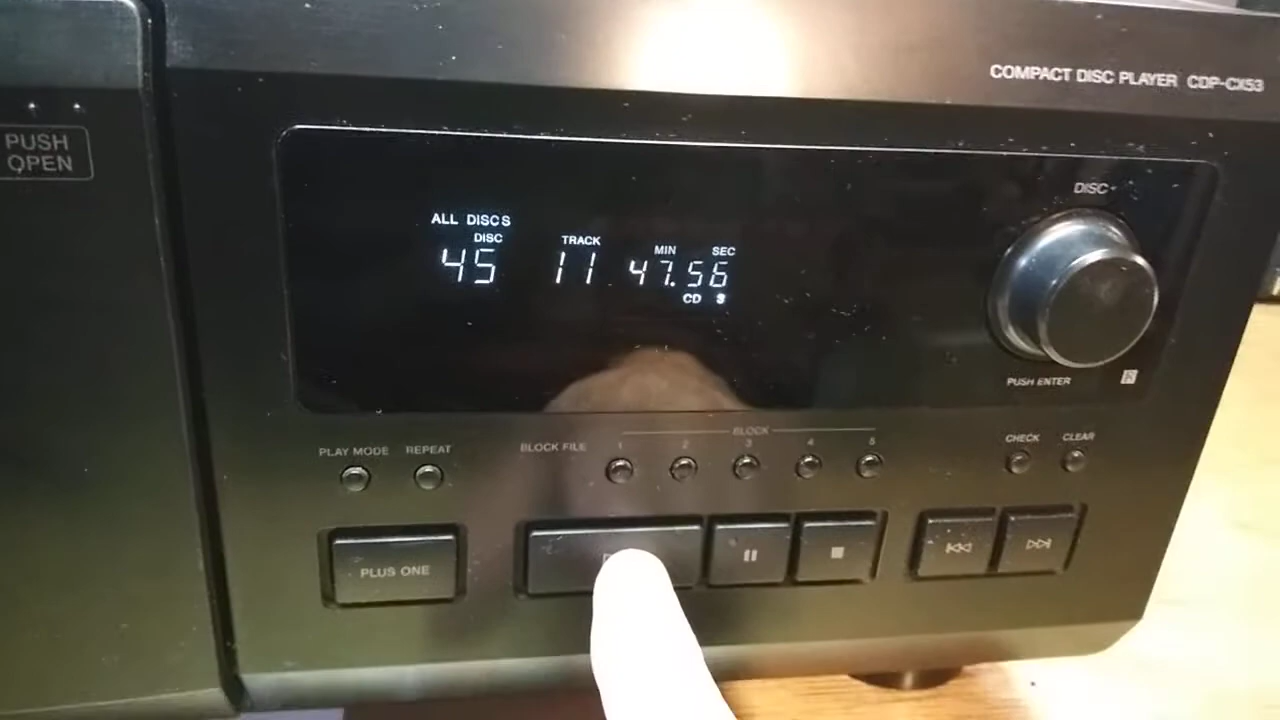 COMPACT DISC PLAYER CDP-CX53
PUSH
OPEN
DISC
ALL DISCS
DISC TRACK MIN SEC
45 11 47.56
CD 3
PUSH ENTER
PLAY MODE REPEAT
BLOCK FILE
BLOCK
1 2 3 4 5
CHECK CLEAR
PLUS ONE